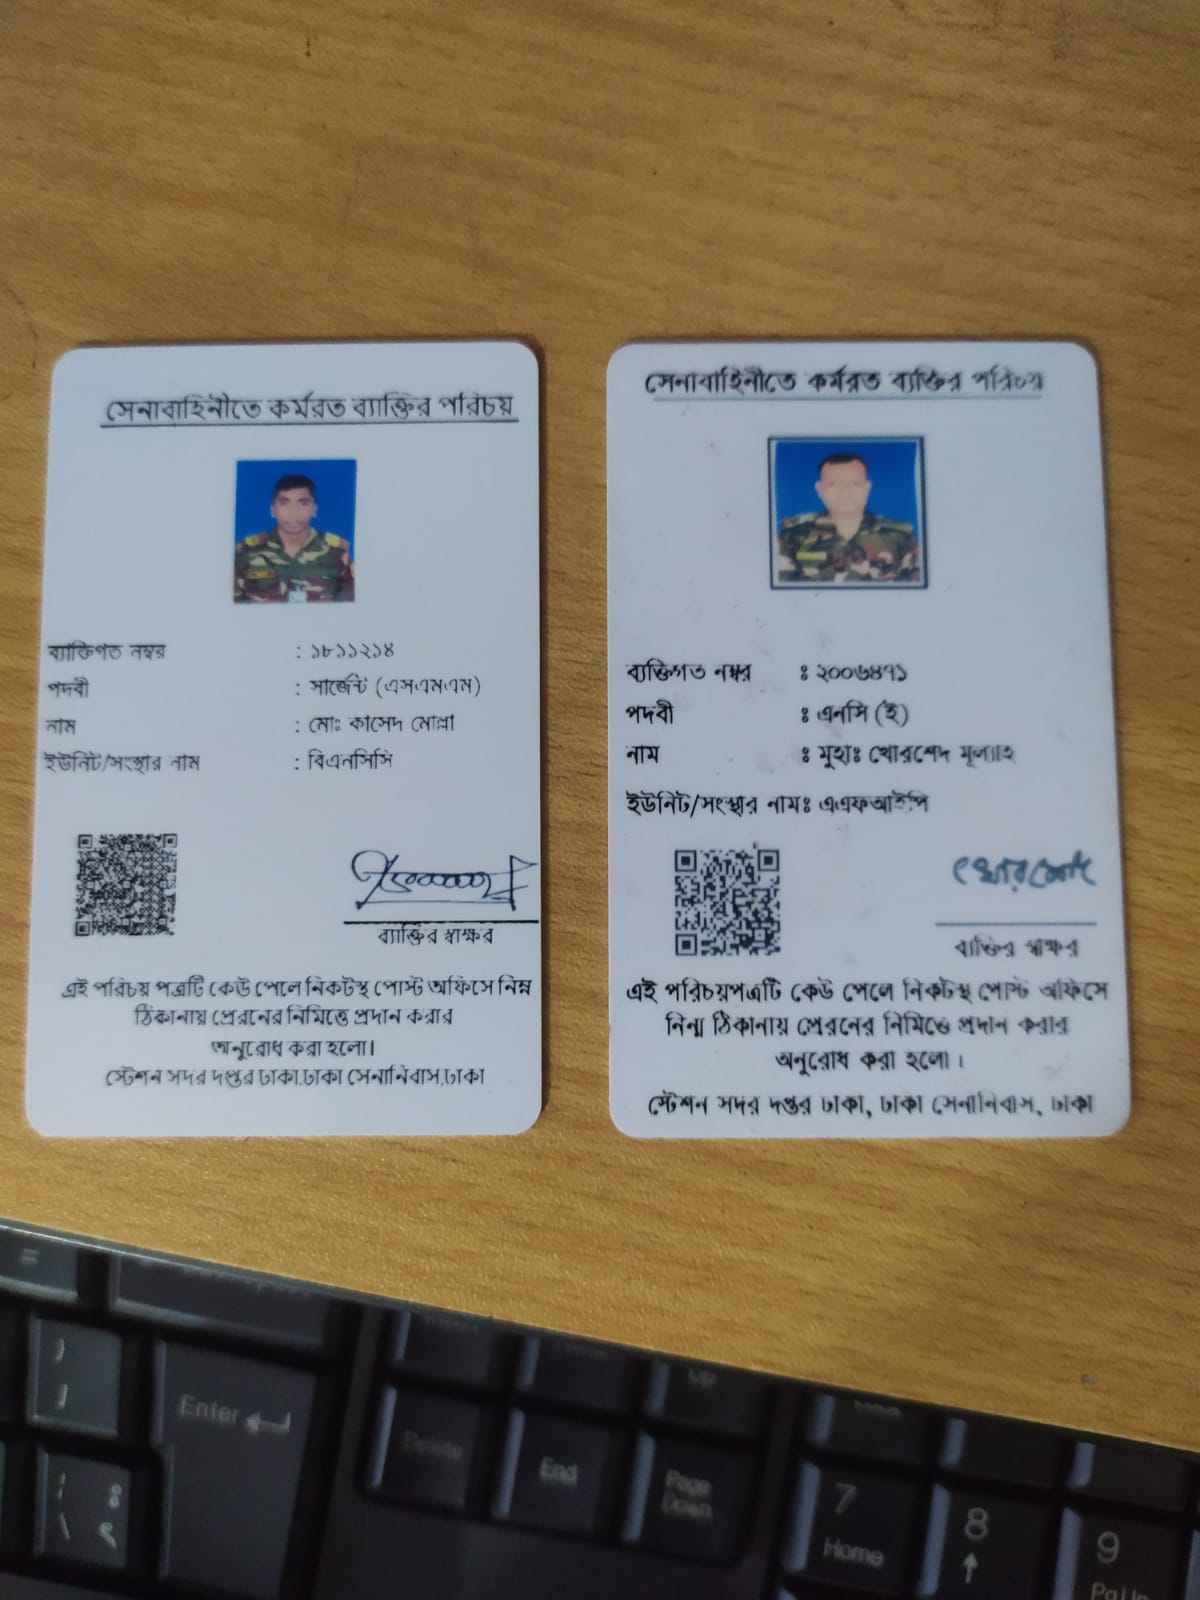 সেনাবাহিনীতে কর্মরত ব্যাক্তির পরিচয়
ব্যাক্তিগত নম্বর : ১৮১১২১৪
পদবী : সার্জেন্ট (এসএমএম)
নাম : মোঃ কাসেদ মোল্লা
ইউনিট/সংস্থার নাম : বিএনসিসি
ব্যাক্তির স্বাক্ষর
এই পরিচয় পত্রটি কেউ পেলে নিকটস্থ পোস্ট অফিসে নিম্ন
ঠিকানায় প্রেরনের নিমিত্তে প্রদান করার
অনুরোধ করা হলো।
স্টেশন সদর দপ্তর ঢাকা,ঢাকা সেনানিবাস,ঢাকা
সেনাবাহিনীতে কর্মরত ব্যক্তির পরিচয়
ব্যক্তিগত নম্বর ঃ ২০০৬৪৭১
পদবী ঃ এনসি (ই)
নাম ঃ মুহাঃ খোরশেদ
ইউনিট/সংস্থার নামঃ এএফআইপি
খোরশেদ
ব্যক্তির স্বাক্ষর
এই পরিচয়পত্রটি কেউ পেলে নিকটস্থ পোস্ট অফিসে
নিম্ন ঠিকানায় প্রেরনের নিমিত্তে প্রদান করার
অনুরোধ করা হলো।
স্টেশন সদর দপ্তর ঢাকা, ঢাকা সেনানিবাস, ঢাকা
=
Enter
Delete
End
Page
Down
7
Home
8
9
PgUp